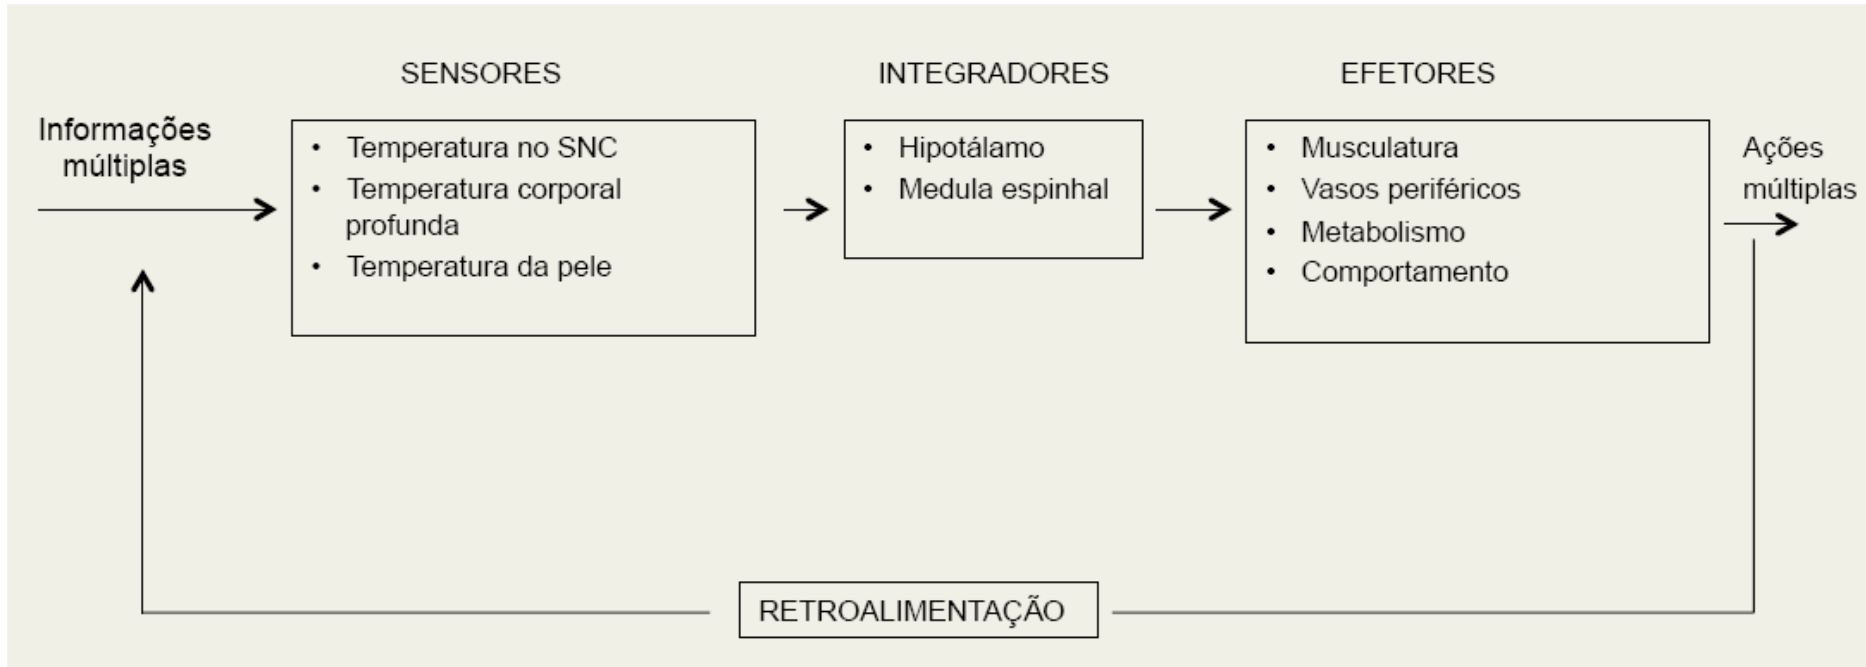 SENSORES
INTEGRADORES
EFETORES
Informações
múltiplas
• Temperatura no SNC
• Temperatura corporal
profunda
• Temperatura da pele
• Hipotálamo
• Medula espinhal
• Musculatura
• Vasos periféricos
• Metabolismo
• Comportamento
Ações
múltiplas
RETROALIMENTAÇÃO